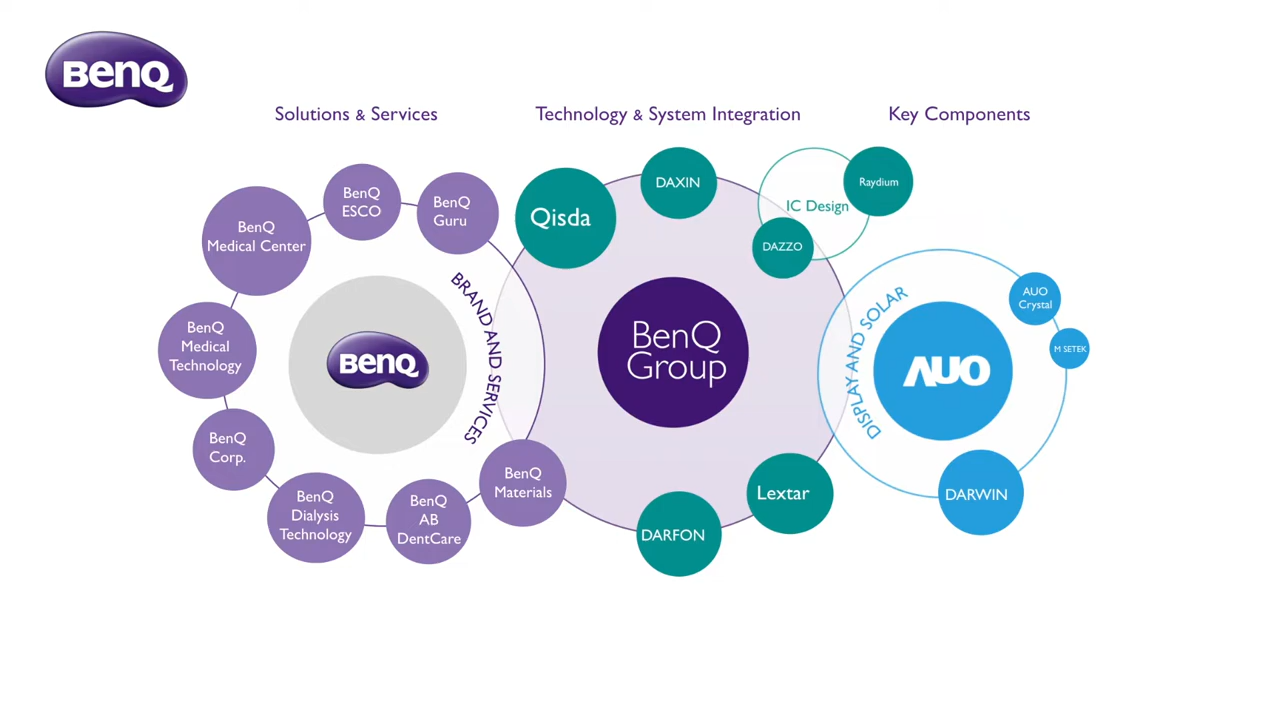 BenQ
Solutions & Services
Technology & System Integration
Key Components
BenQ
ESCO
BenQ
Guru
BenQ
Medical Center
BenQ
Medical
Technology
BenQ
Corp.
BenQ
Dialysis
Technology
BenQ
AB
DentCare
BenQ
Materials
BenQ
BRAND AND SERVICES
Qisda
DAXIN
IC Design
Raydium
DAZZO
BenQ
Group
Lextar
DARFON
DISPLAY AND SOLAR
AUO
AUO
Crystal
M SETEK
DARWIN